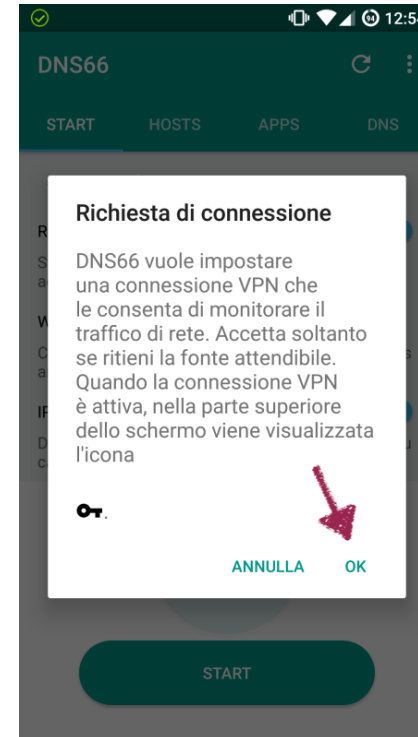 94 12:54
DNS66
START HOSTS APPS DNS
Richiesta di connessione
DNS66 vuole impostare
una connessione VPN che
le consenta di monitorare il
traffico di rete. Accetta soltanto
se ritieni la fonte attendibile.
Quando la connessione VPN
è attiva, nella parte superiore
dello schermo viene visualizzata
l'icona
.
ANNULLA OK
START